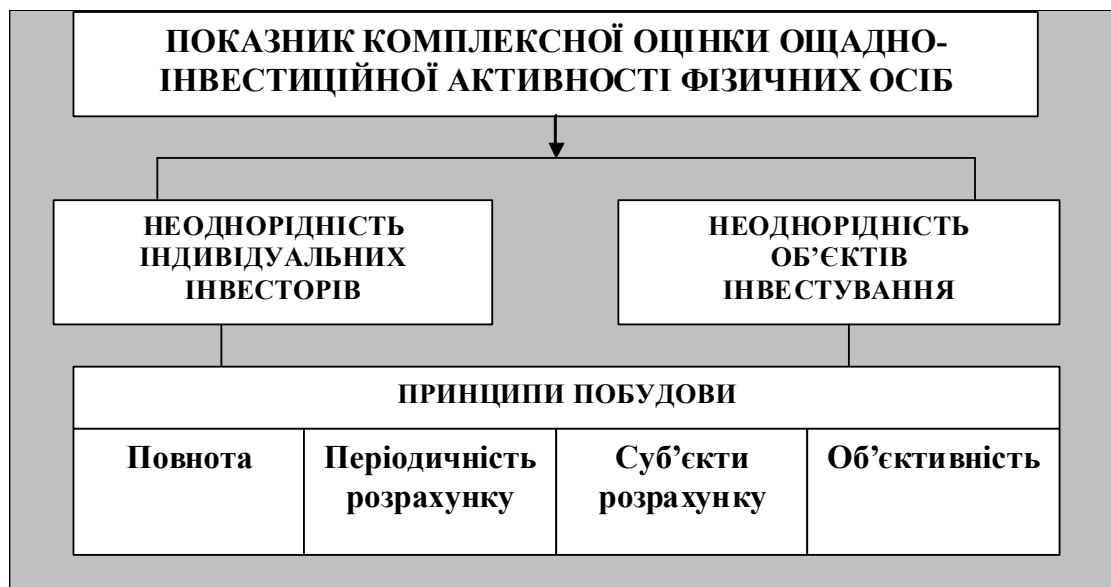 ПОКАЗНИК КОМПЛЕКСНОЇ ОЦІНКИ ОЩАДНО-
ІНВЕСТИЦІЙНОЇ АКТИВНОСТІ ФІЗИЧНИХ ОСІБ
НЕОДНОРІДНІСТЬ
ІНДИВІДУАЛЬНИХ
ІНВЕСТОРІВ
НЕОДНОРІДНІСТЬ
ОБ’ЄКТІВ
ІНВЕСТУВАННЯ
ПРИНЦИПИ ПОБУДОВИ
Повнота
Періодичність
розрахунку
Суб’єкти
розрахунку
Об’єктивність